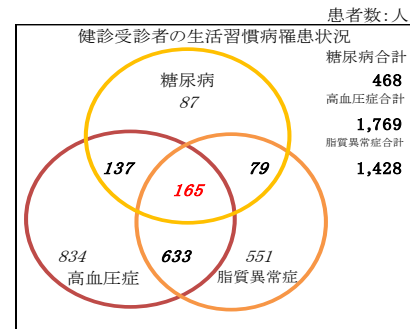 患者数：人
健診受診者の生活習慣病罹患状況
糖尿病合計
468
高血圧症合計
1,769
脂質異常症合計
1,428
糖尿病
87
137
79
165
834
633
551
高血圧症
脂質異常症